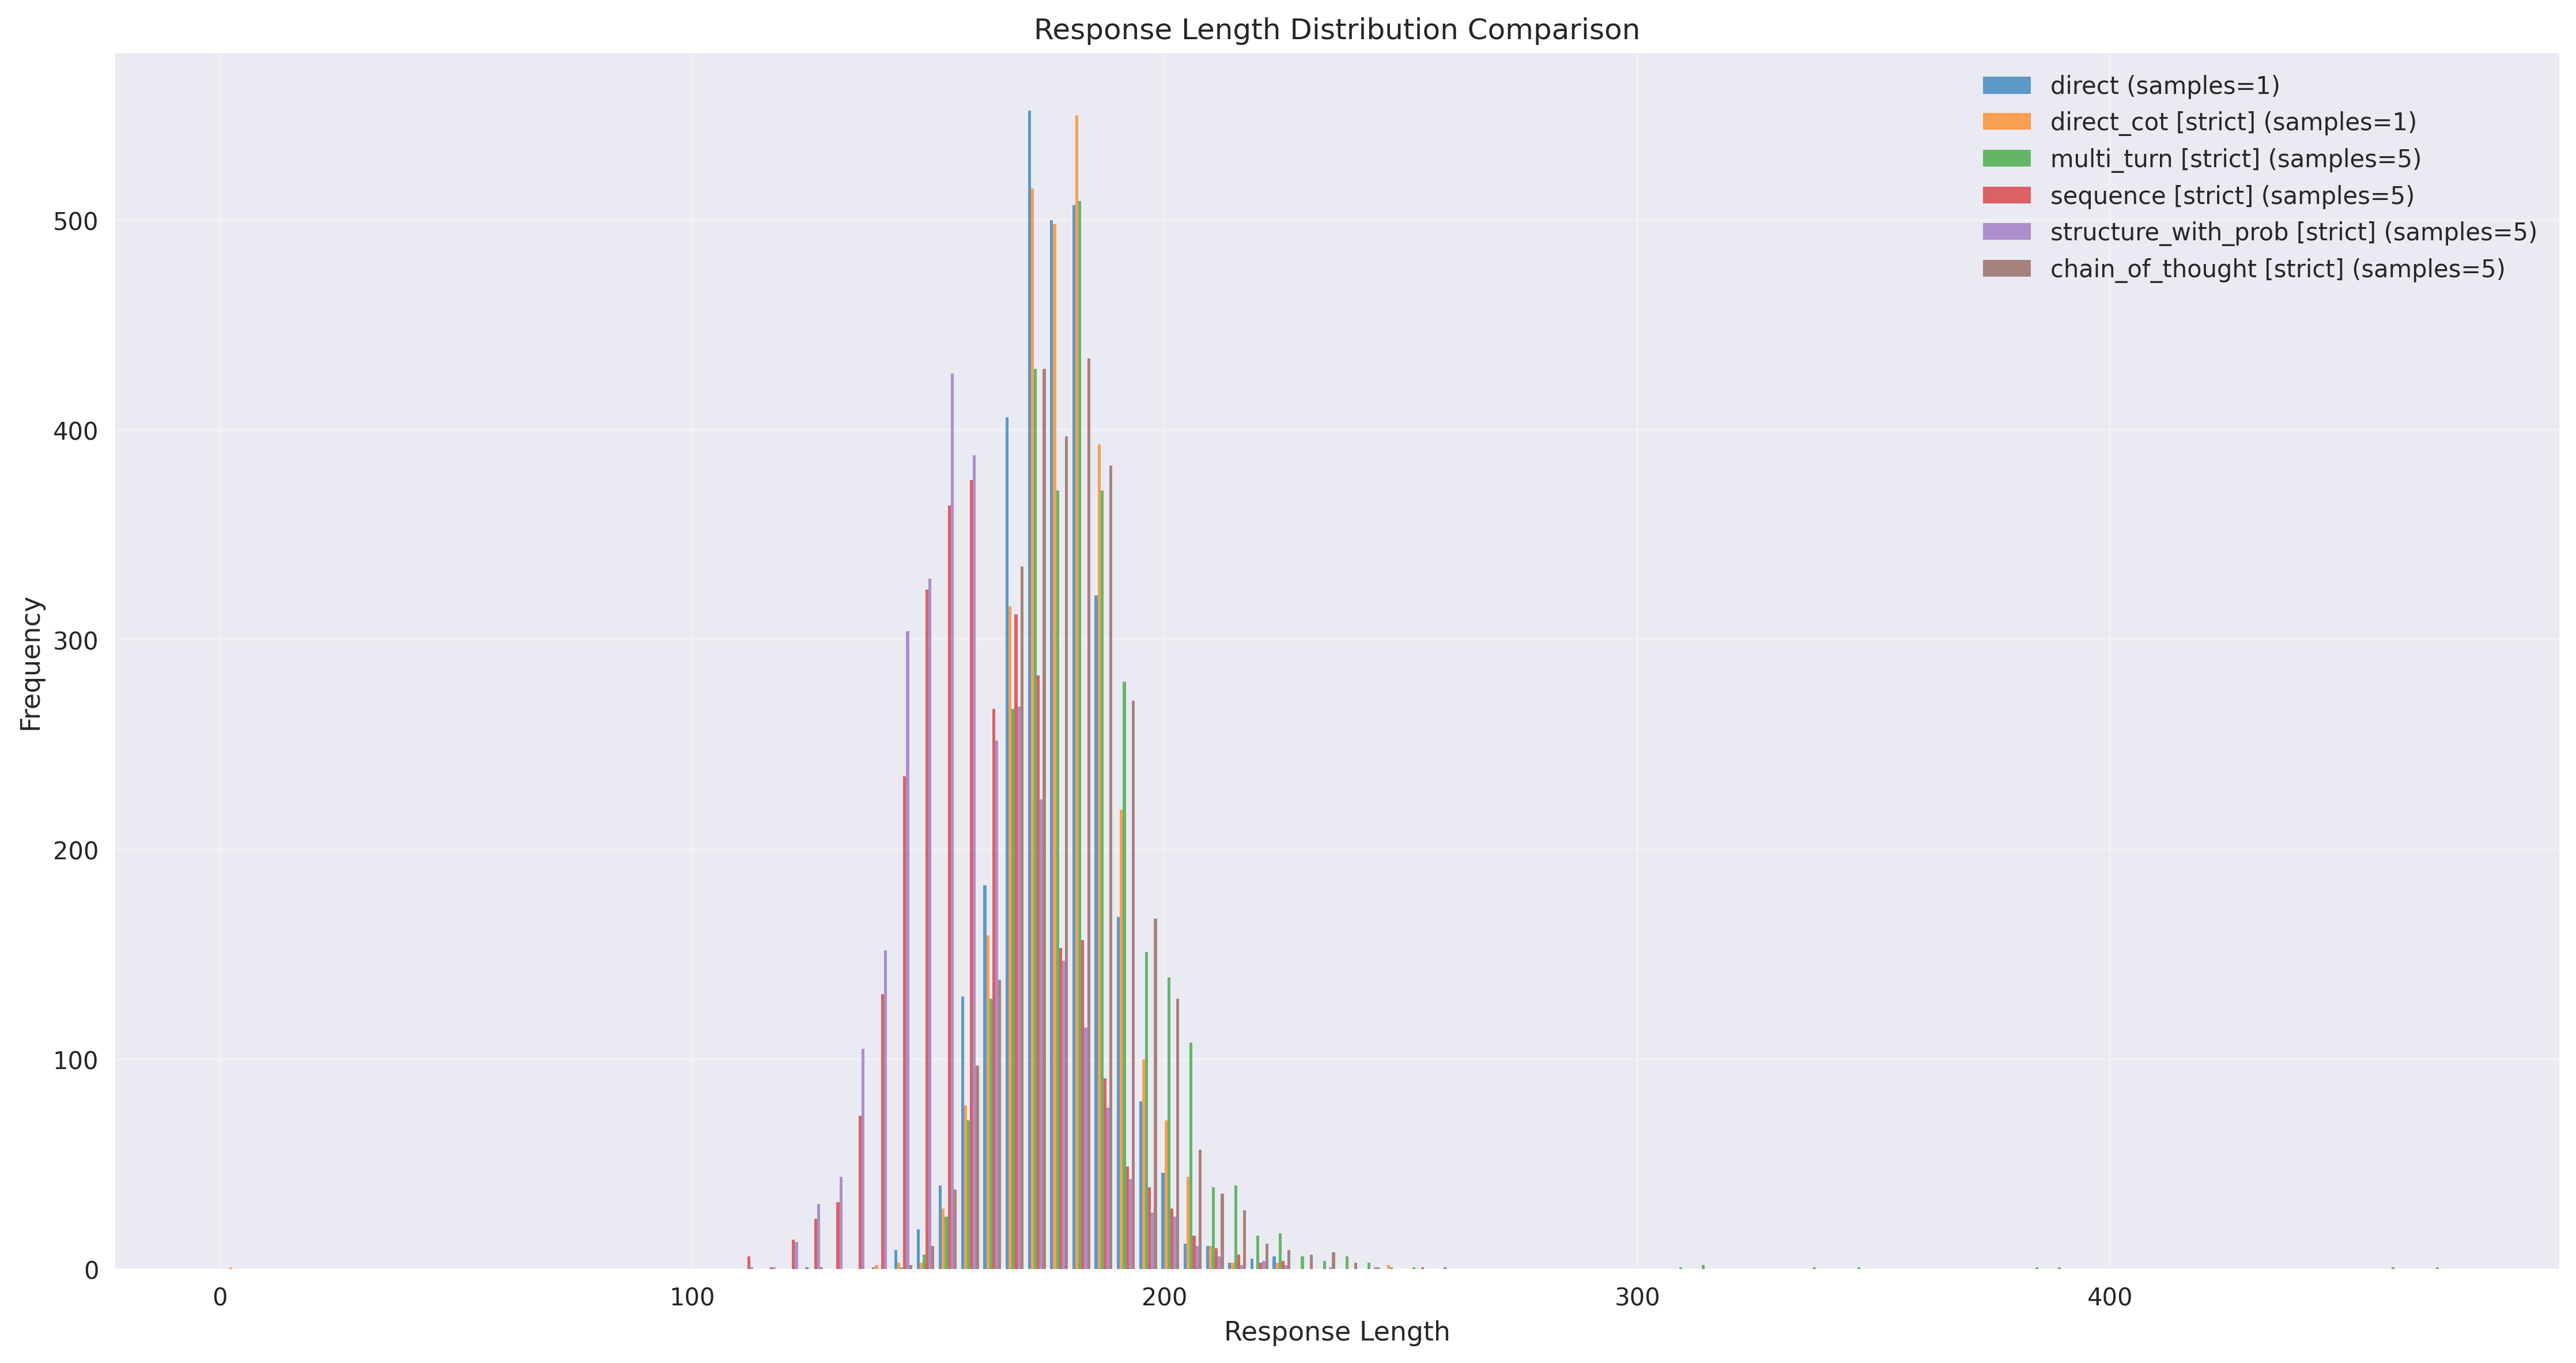 Response Length Distribution Comparison
direct (samples=1)
direct_cot [strict] (samples=1)
multi_turn [strict] (samples=5)
sequence [strict] (samples=5)
structure_with_prob [strict] (samples=5)
chain_of_thought [strict] (samples=5)
Frequency
500
400
300
200
100
0
0 100 200 300 400
Response Length